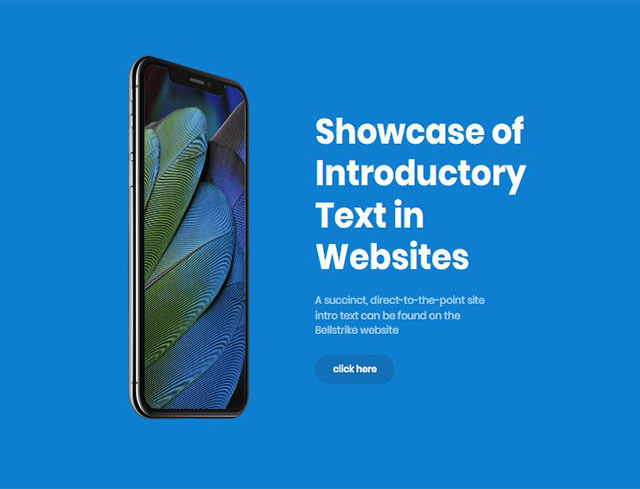 Showcase of
Introductory
Text in
Websites
A succinct, direct-to-the-point site
intro text can be found on the
Bellstrike website
click here